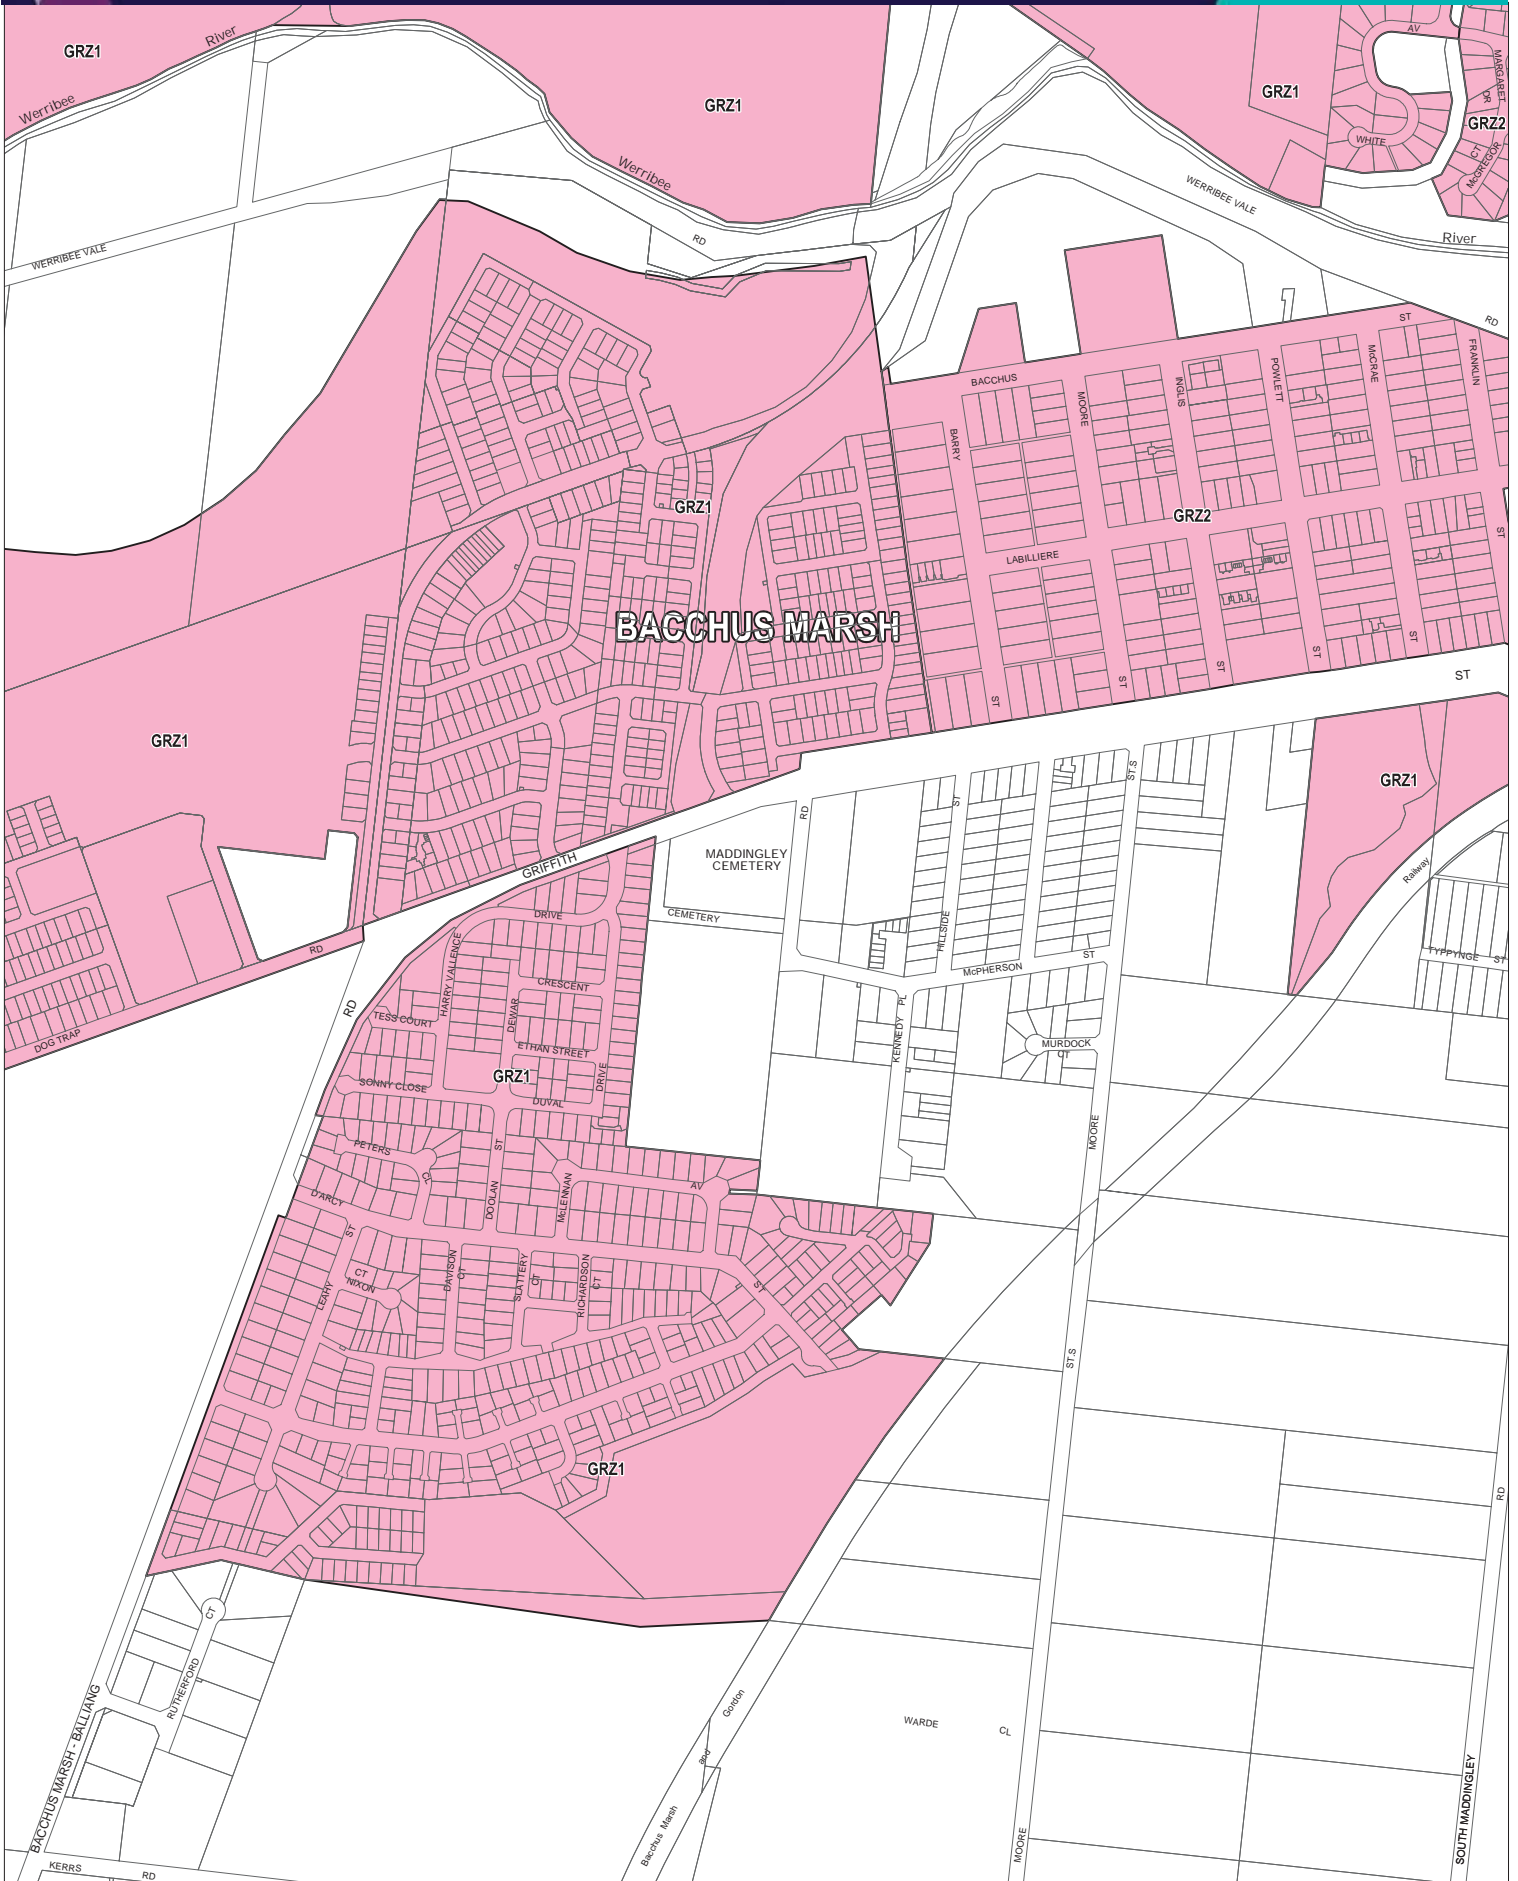 GRZ1
River
Werribee
GRZ1
Werribee
GRZ1
AV
MARGARET
DR
GRZ2
WHITE
CT
McGREGOR
WERRIBEE VALE
River
RD
WERRIBEE VALE
RD
ST
BACCHUS
MOORE
INGLIS
POWLETT
McCRAE
FRANKLIN
BARRY
GRZ1
GRZ2
ST
LABILLIERE
BACCHUS MARSH
ST
ST
ST
ST
ST
ST
GRZ1
GRZ1
ST
ST.S
RD
MADDINGLEY
CEMETERY
GRIFFITH
Railway
DRIVE
CEMETERY
HILLSIDE
RD
HARRY VALLENCE
TYPPYNGE
ST
McPHERSON
ST
CRESCENT
RD
DEWAR
PL
TESS COURT
KENNEDY
DOG TRAP
ETHAN STREET
MURDOCK
CT
GRZ1
SONNY CLOSE
DRIVE
DUVAL
MOORE
PETERS
ST
CL
AV
D'ARCY
DOOLAN
McLENNAN
ST
CT
NIXON
DAVISON
CT
SLATTERY
CT
RICHARDSON
CT
LEAHY
ST
ST.S
GRZ1
RD
CT
RUTHERFORD
Gordon
WARDE
CL
and
BACCHUS MARSH - BALLIANG
Bacchus Marsh
MOORE
SOUTH MADDINGLEY
KERRS
RD